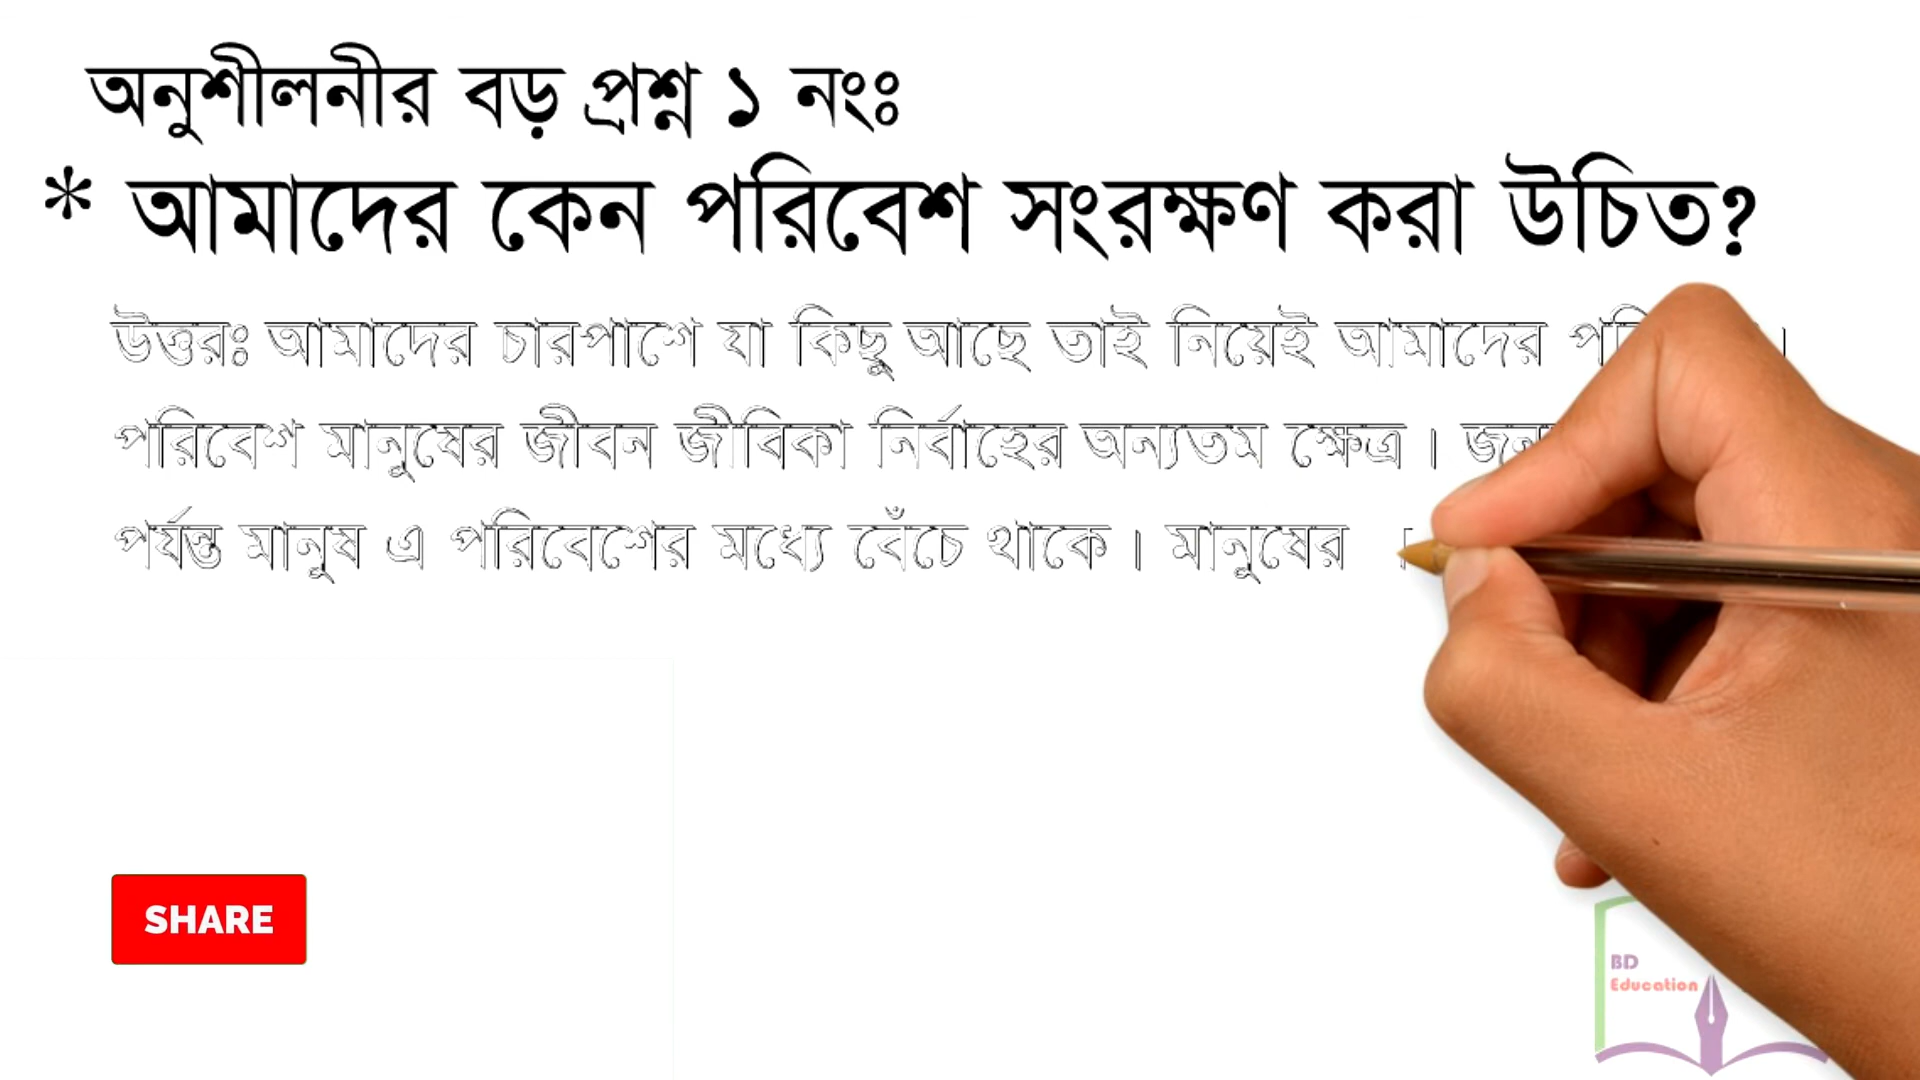 অনুশীলনীর বড় প্রশ্ন ১ নংঃ
* আমাদের কেন পরিবেশ সংরক্ষণ করা উচিত?
উত্তরঃ আমাদের চারপাশে যা কিছু আছে তাই নিয়েই আমাদের
পরিবেশ মানুষের জীবন জীবিকা নির্বাহের অন্যতম ক্ষেত্র।
পর্যন্ত মানুষ এ পরিবেশের মধ্যে বেঁচে থাকে। মানুষের
SHARE
BD
Education